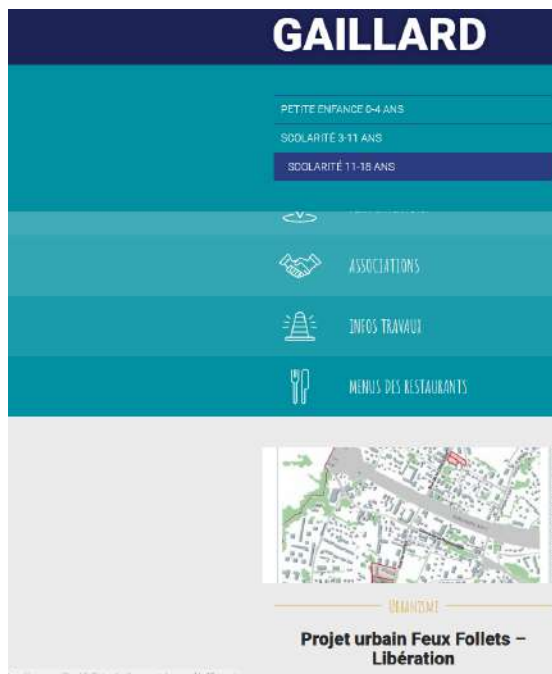 GAILLARD
PETITE ENFANCE 0-4 ANS
SCOLARITÉ 3-11 ANS
SCOLARITÉ 11-18 ANS
ASSOCIATIONS
INFOS TRAVAUX
MENUS DES RESTAURANTS
URBANISME
Projet urbain Feux Follets –
Libération